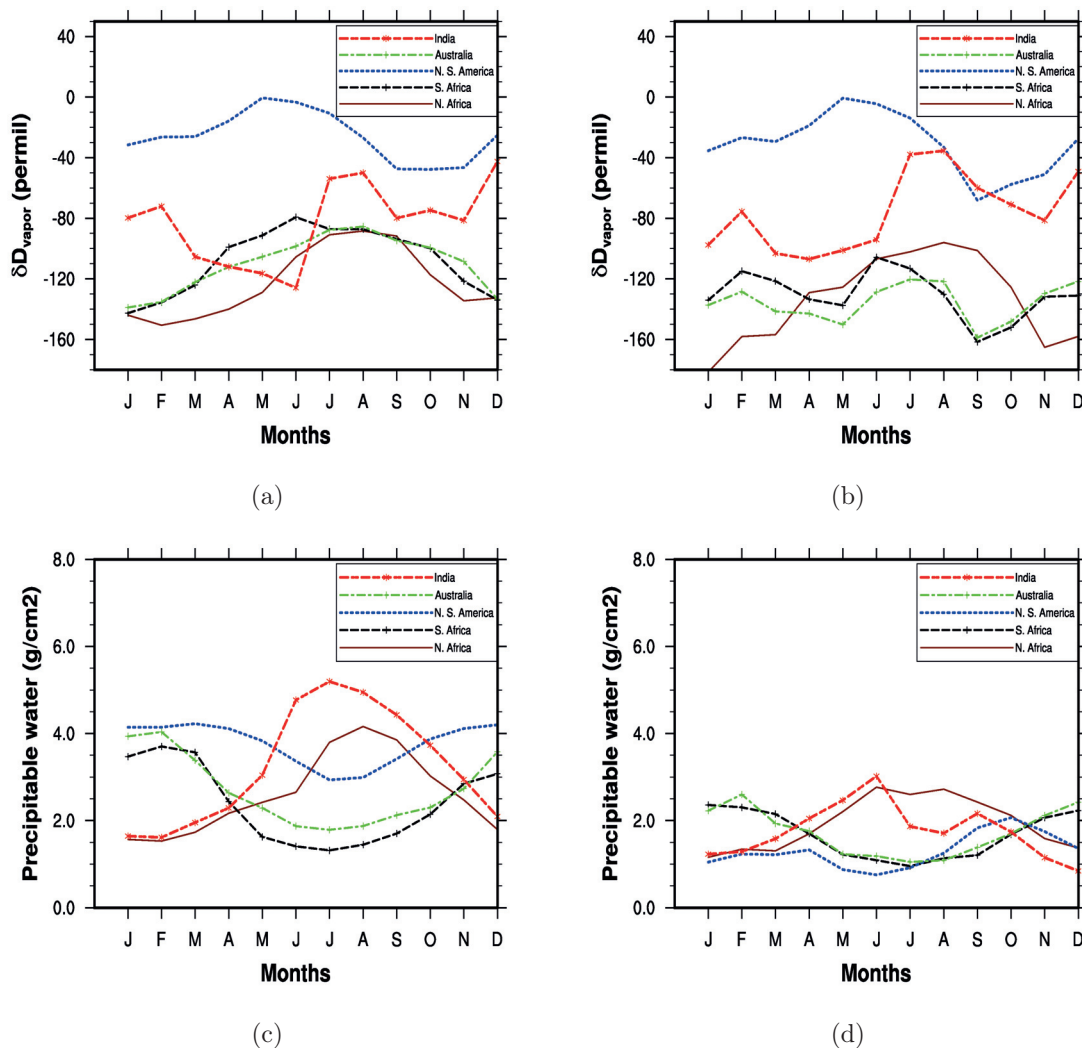 40
0
-40
-80
-120
-160
δD_vapor (permil)
India
Australia
N. S. America
S. Africa
N. Africa
J F M A M J J A S O N D
Months
(a)
40
0
-40
-80
-120
-160
δD_vapor (permil)
India
Australia
N. S. America
S. Africa
N. Africa
J F M A M J J A S O N D
Months
(b)
8.0
6.0
4.0
2.0
0.0
Precipitable water (g/cm2)
India
Australia
N. S. America
S. Africa
N. Africa
J F M A M J J A S O N D
Months
(c)
8.0
6.0
4.0
2.0
0.0
Precipitable water (g/cm2)
India
Australia
N. S. America
S. Africa
N. Africa
J F M A M J J A S O N D
Months
(d)